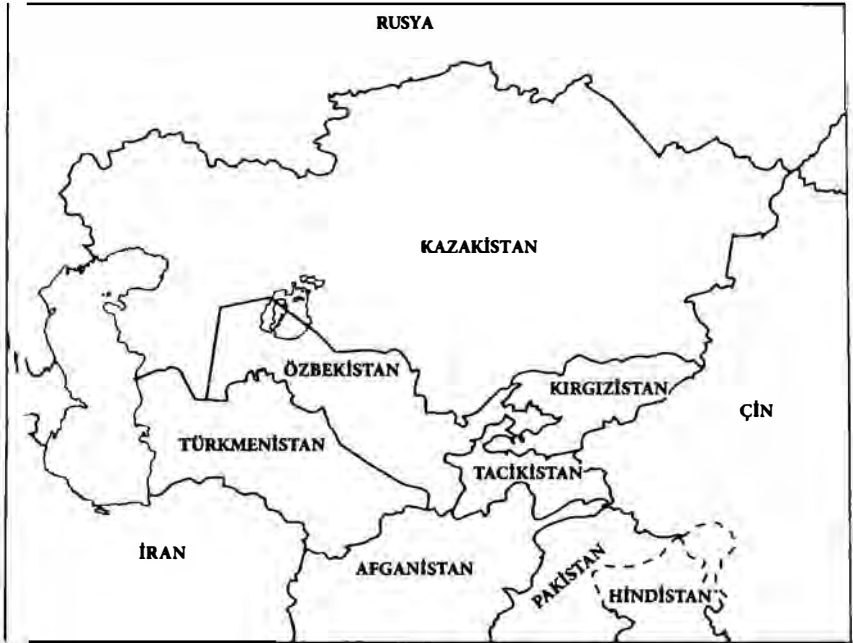 RUSYA
KAZAKİSTAN
ÖZBEKİSTAN
KIRGIZİSTAN
ÇİN
TÜRKMENİSTAN
TACİKİSTAN
İRAN
AFGANİSTAN
PAKİSTAN
HİNDİSTAN